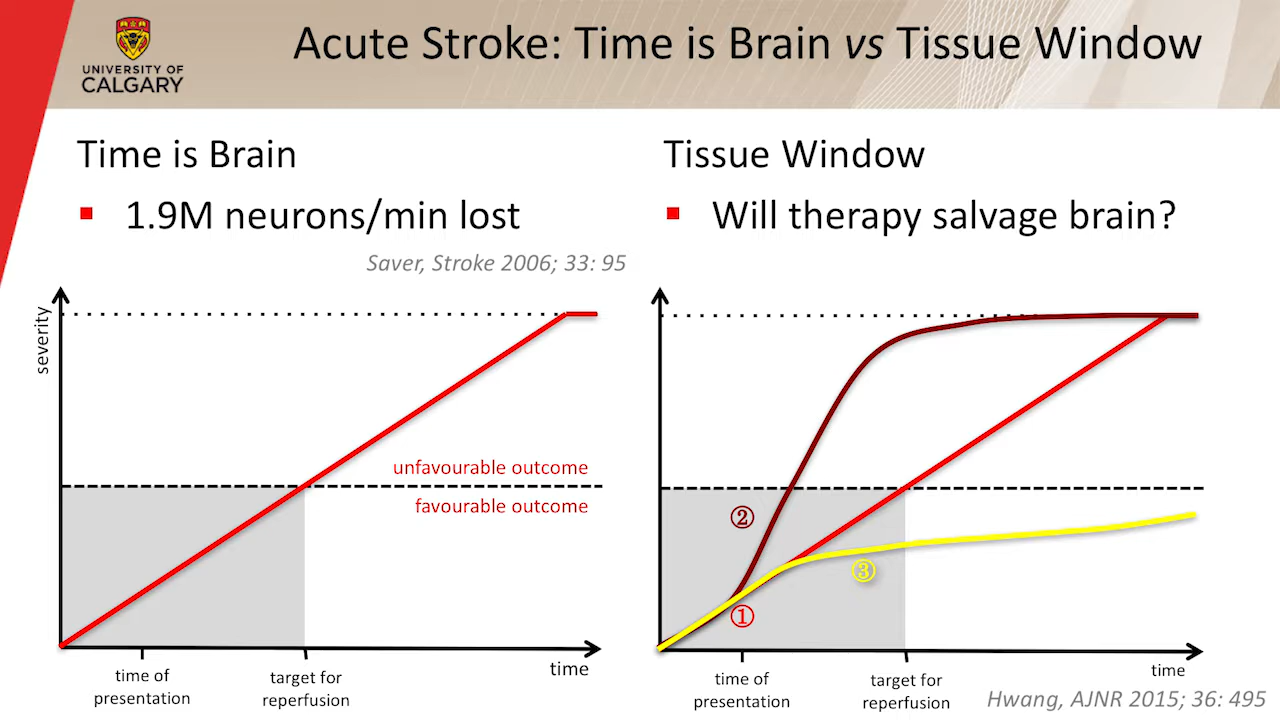 Acute Stroke: Time is Brain vs Tissue Window
UNIVERSITY OF
CALGARY
Time is Brain
1.9M neurons/min lost
Saver, Stroke 2006; 33: 95
severity
unfavourable outcome
favourable outcome
time
time of
presentation
target for
reperfusion
Tissue Window
Will therapy salvage brain?
②
③
①
time
time of
presentation
target for
reperfusion
Hwang, AJNR 2015; 36: 495